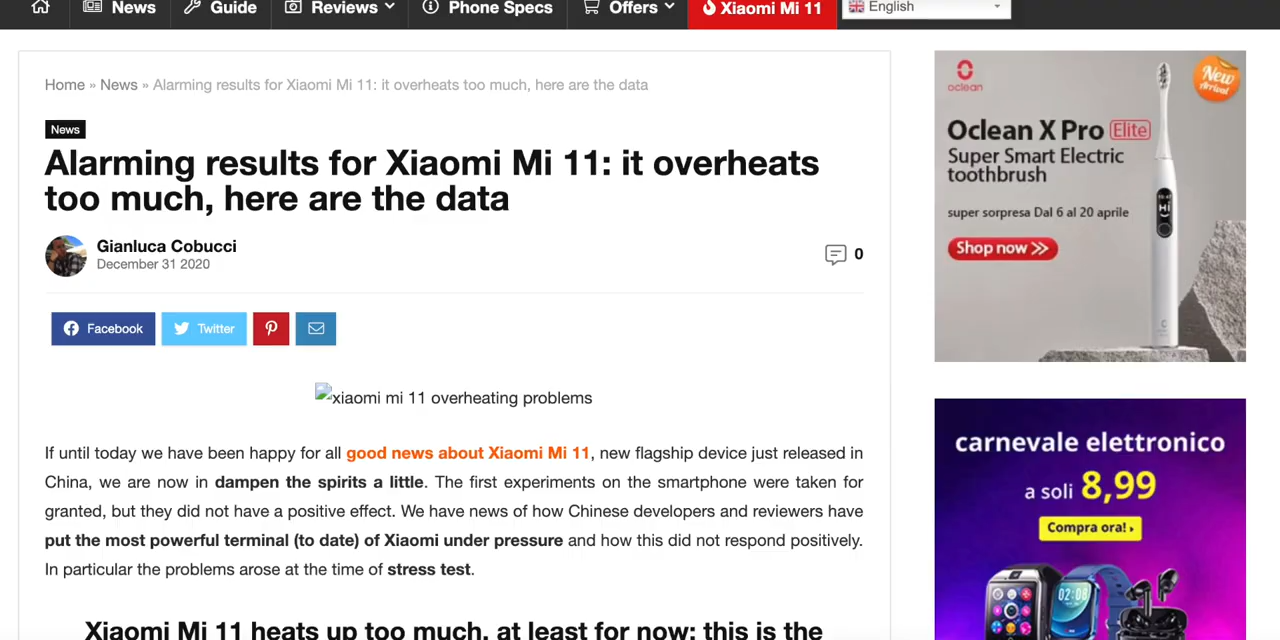 News
Guide
Reviews
Phone Specs
Offers
Xiaomi Mi 11
English
Home » News » Alarming results for Xiaomi Mi 11: it overheats too much, here are the data
News
Alarming results for Xiaomi Mi 11: it overheats
too much, here are the data
Gianluca Cobucci
December 31 2020
0
Facebook
Twitter
xiaomi mi 11 overheating problems
If until today we have been happy for all good news about Xiaomi Mi 11, new flagship device just released in
China, we are now in dampen the spirits a little. The first experiments on the smartphone were taken for
granted, but they did not have a positive effect. We have news of how Chinese developers and reviewers have
put the most powerful terminal (to date) of Xiaomi under pressure and how this did not respond positively.
In particular the problems arose at the time of stress test.
Xiaomi Mi 11 heats up too much, at least for now: this is the
oclean
New
Arrival
Oclean X Pro Elite
Super Smart Electric
toothbrush
super sorpresa Dal 6 al 20 aprile
Shop now
Hi
carnevale elettronico
a soli 8,99
Compra ora!
02:08